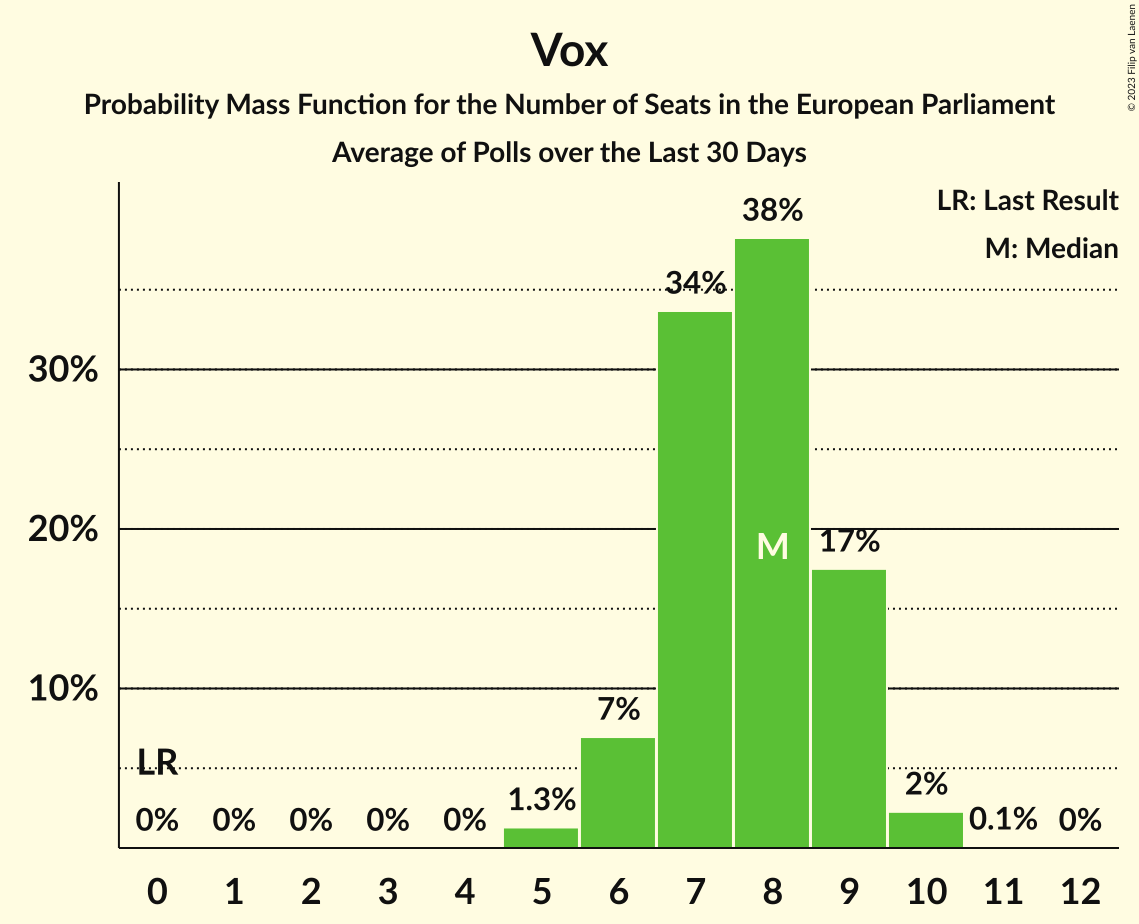 Vox
Probability Mass Function for the Number of Seats in the European Parliament
Average of Polls over the Last 30 Days
© 2023 Filip van Laenen
LR: Last Result
M: Median
38%
34%
30%
20%
17%
M
10%
7%
LR
2%
1.3%
0% 0% 0% 0% 0% 0.1% 0%
0 1 2 3 4 5 6 7 8 9 10 11 12